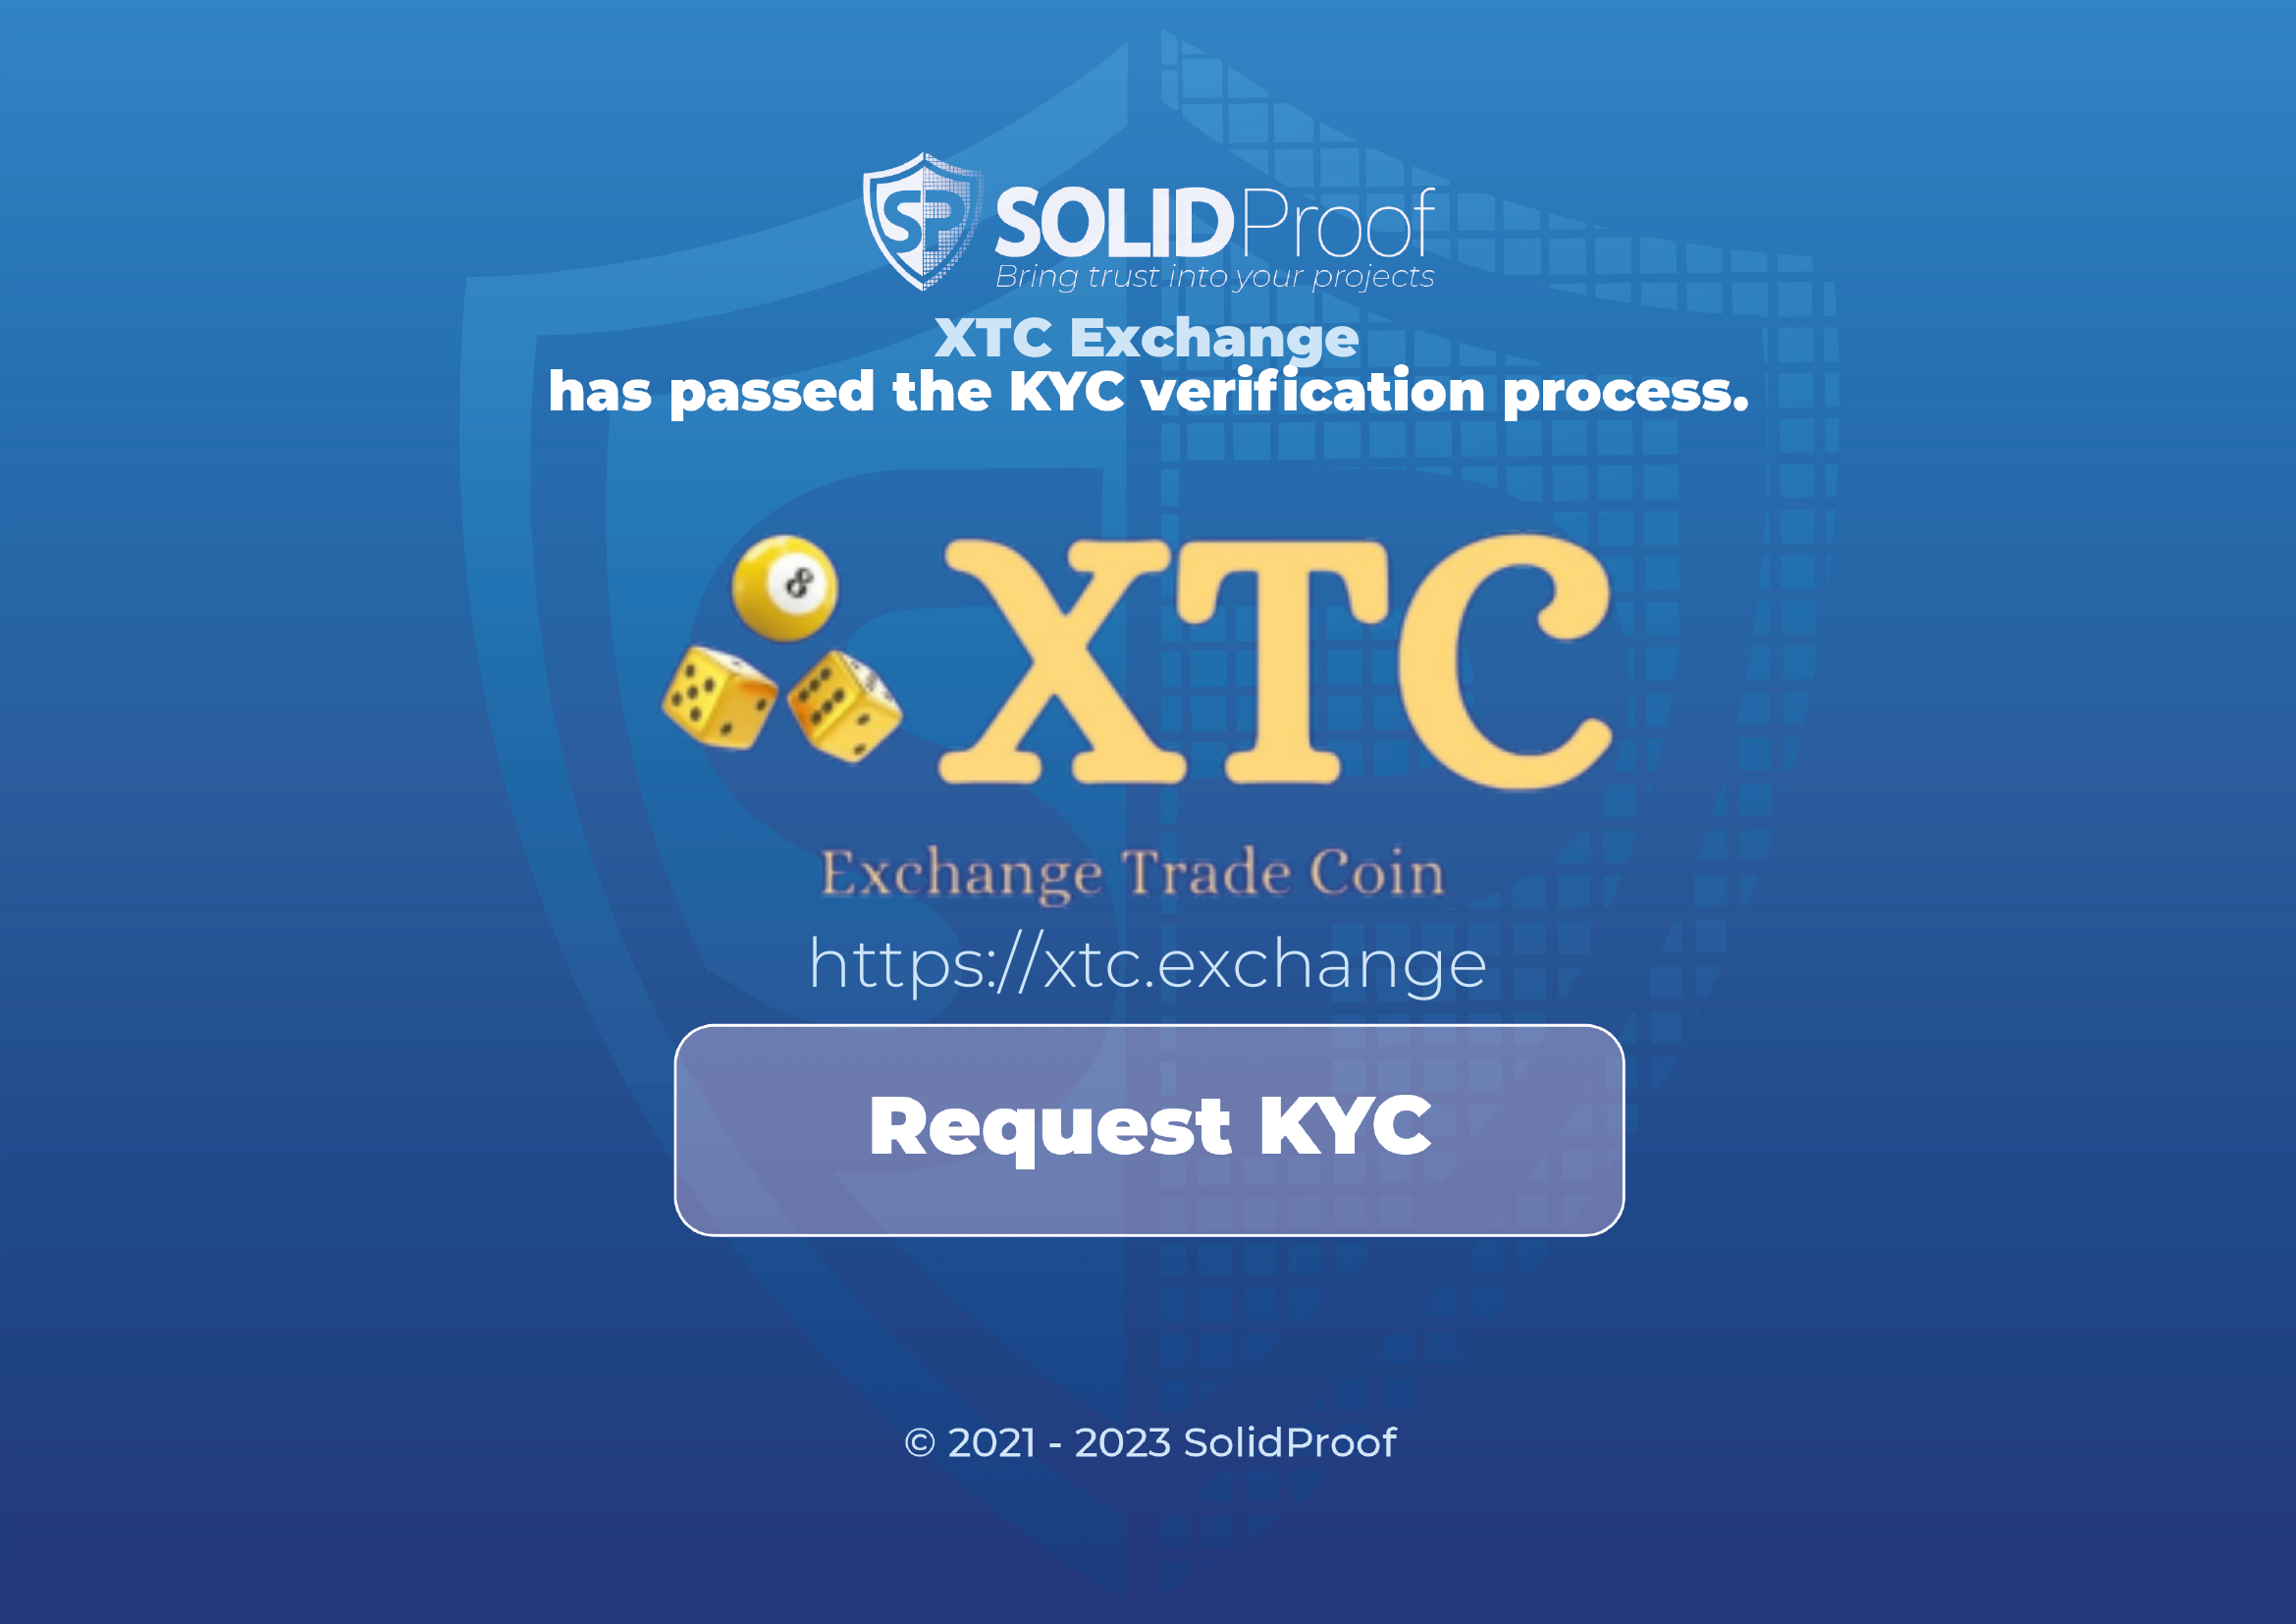 SP SOLIDProof
Bring trust into your projects
XTC Exchange
has passed the KYC verification process.
8
XTC
Exchange Trade Coin
https://xtc.exchange
Request KYC
© 2021 - 2023 SolidProof